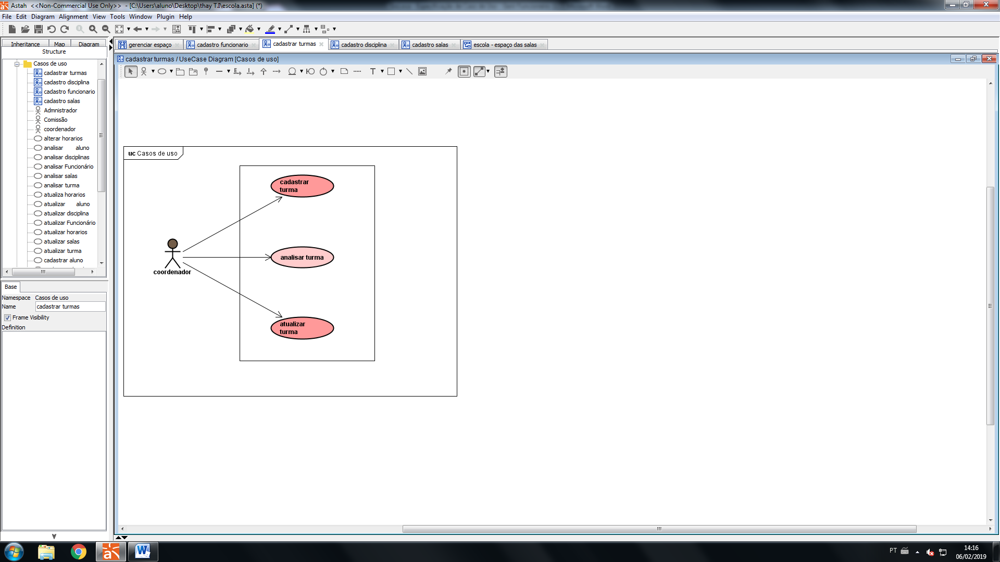 Astah <<Non-Commercial Use Only>> - [C:\Users\aluno\Desktop\thay T.I\escola.asta] (*)
File Edit Diagram Alignment View Tools Window Plugin Help
Inheritance Map Diagram
Structure
gerenciar espaço
cadastro funcionario
cadastrar turmas
cadastro disciplina
cadastro salas
escola - espaço das salas
cadastrar turmas / UseCase Diagram [Casos de uso]
Casos de uso
cadastrar turmas
cadastro disciplina
cadastro funcionario
cadastro salas
Admnistrador
Comissão
coordenador
alterar horarios
analisar aluno
analisar disciplinas
analisar Funcionário
analisar salas
analisar turma
atualiza horarios
atualizar aluno
atualizar disciplina
atualizar Funcionário
atualizar horarios
atualizar salas
atualizar turma
cadastrar aluno
Base
Namespace Casos de uso
Name cadastrar turmas
Frame Visibility
Definition
uc Casos de uso
cadastrar
turma
analisar turma
coordenador
atualizar
turma
PT
14:16
06/02/2019